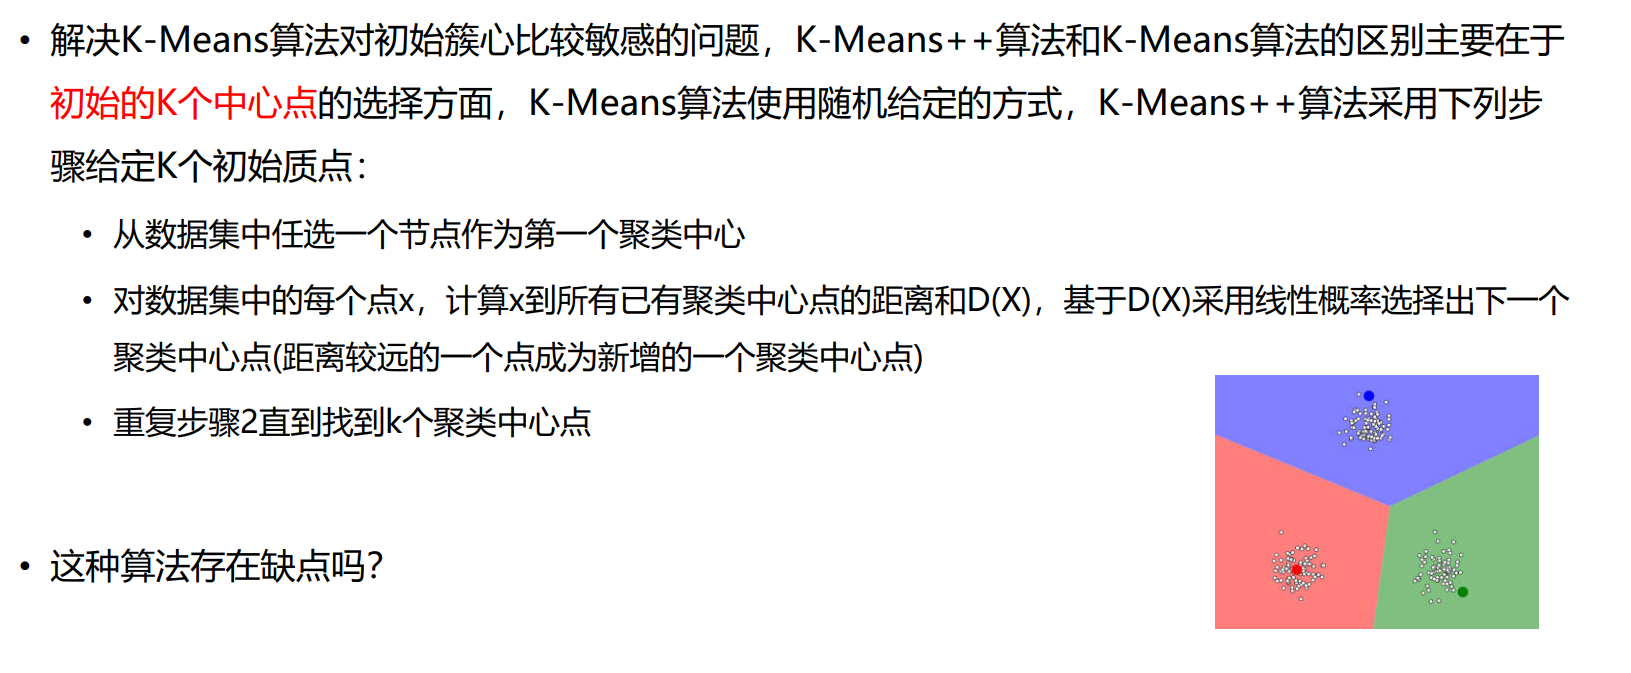 • 解决K-Means算法对初始簇心比较敏感的问题，K-Means++算法和K-Means算法的区别主要在于
初始的K个中心点的选择方面，K-Means算法使用随机给定的方式，K-Means++算法采用下列步
骤给定K个初始质点：
• 从数据集中任选一个节点作为第一个聚类中心
• 对数据集中的每个点x，计算x到所有已有聚类中心点的距离和D(X)，基于D(X)采用线性概率选择出下一个
聚类中心点(距离较远的一个点成为新增的一个聚类中心点)
• 重复步骤2直到找到k个聚类中心点
• 这种算法存在缺点吗？